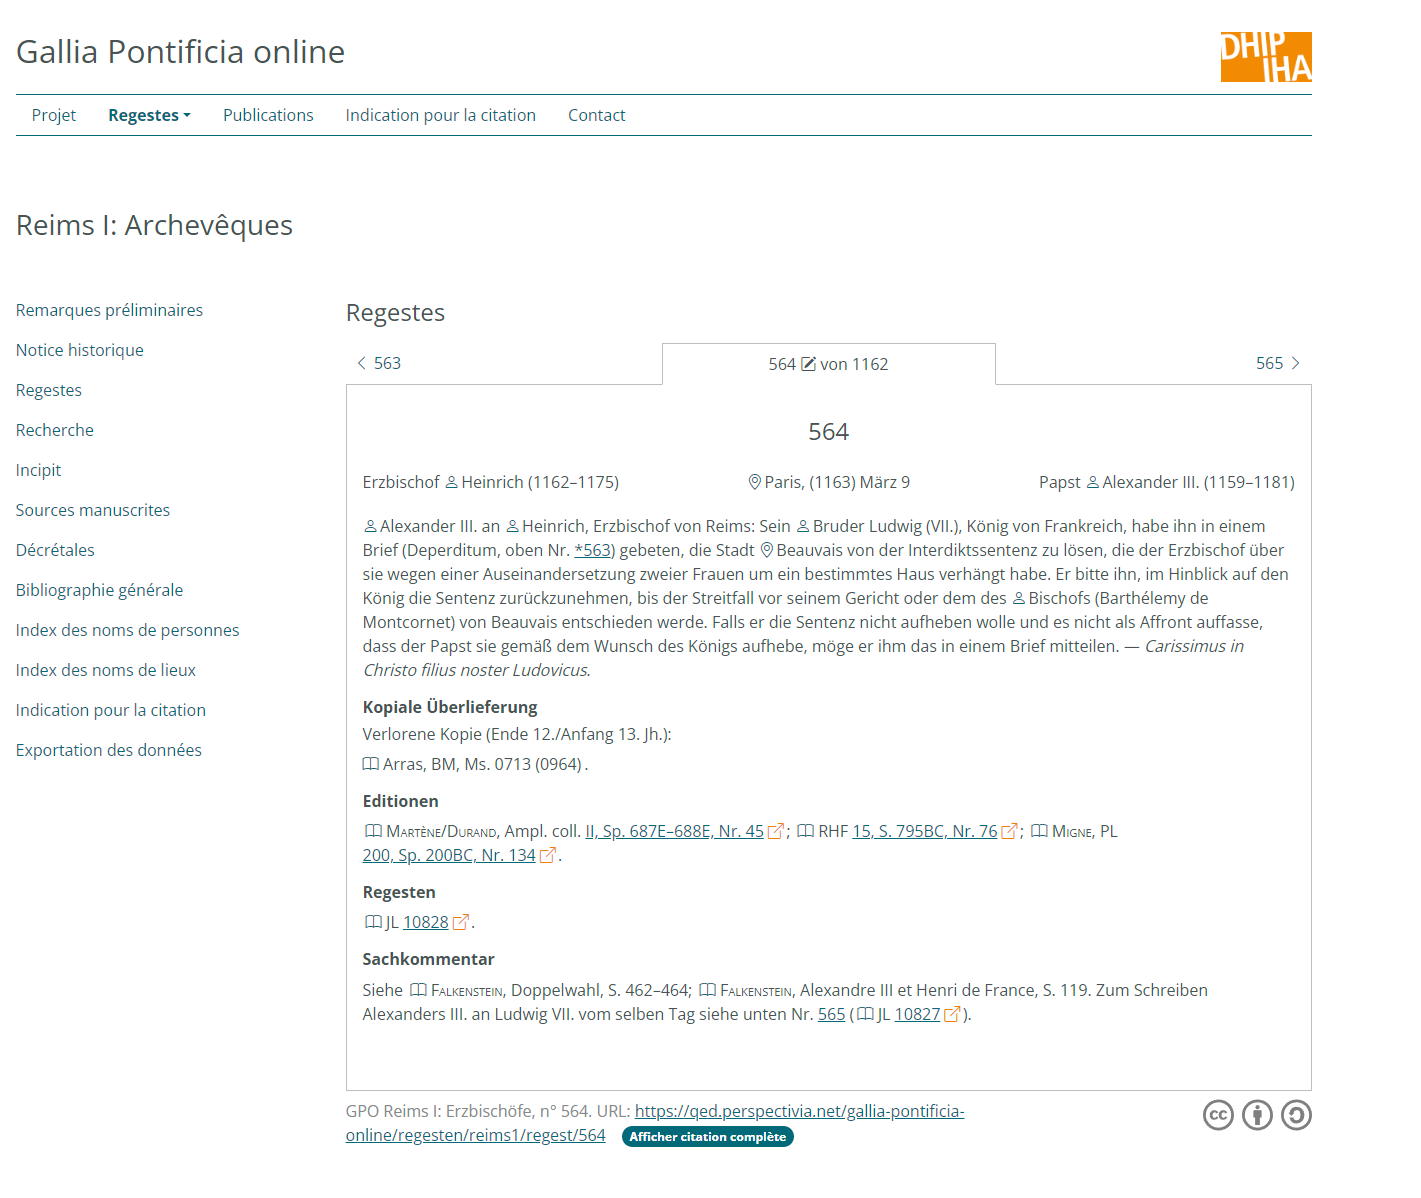 Gallia Pontificia online
DHIP
IHA
Projet Regestes Publications Indication pour la citation Contact
Reims I: Archevêques
Remarques préliminaires
Notice historique
Regestes
Recherche
Incipit
Sources manuscrites
Décrétales
Bibliographie générale
Index des noms de personnes
Index des noms de lieux
Indication pour la citation
Exportation des données
Regestes
563
564 von 1162
565
564
Erzbischof Heinrich (1162–1175) Paris, (1163) März 9 Papst Alexander III. (1159–1181)
Alexander III. an Heinrich, Erzbischof von Reims: Sein Bruder Ludwig (VII.), König von Frankreich, habe ihn in einem
Brief (Deperditum, oben Nr. *563) gebeten, die Stadt Beauvais von der Interdiktssentenz zu lösen, die der Erzbischof über
sie wegen einer Auseinandersetzung zweier Frauen um ein bestimmtes Haus verhängt habe. Er bitte ihn, im Hinblick auf den
König die Sentenz zurückzunehmen, bis der Streitfall vor seinem Gericht oder dem des Bischofs (Barthélemy de
Montcornet) von Beauvais entschieden werde. Falls er die Sentenz nicht aufheben wolle und es nicht als Affront auffasse,
dass der Papst sie gemäß dem Wunsch des Königs aufhebe, möge er ihm das in einem Brief mitteilen. — Carissimus in
Christo filius noster Ludovicus.
Kopiale Überlieferung
Verlorene Kopie (Ende 12./Anfang 13. Jh.):
Arras, BM, Ms. 0713 (0964) .
Editionen
Martène/Durand, Ampl. coll. II, Sp. 687E–688E, Nr. 45 ; RHF 15, S. 795BC, Nr. 76 ; Migne, PL
200, Sp. 200BC, Nr. 134 .
Regesten
JL 10828 .
Sachkommentar
Siehe Falkenstein, Doppelwahl, S. 462–464; Falkenstein, Alexandre III et Henri de France, S. 119. Zum Schreiben
Alexanders III. an Ludwig VII. vom selben Tag siehe unten Nr. 565 ( JL 10827 ).
GPO Reims I: Erzbischöfe, n° 564. URL: https://qed.perspectivia.net/gallia-pontificia-
online/regesten/reims1/regest/564 Afficher citation complète
cc